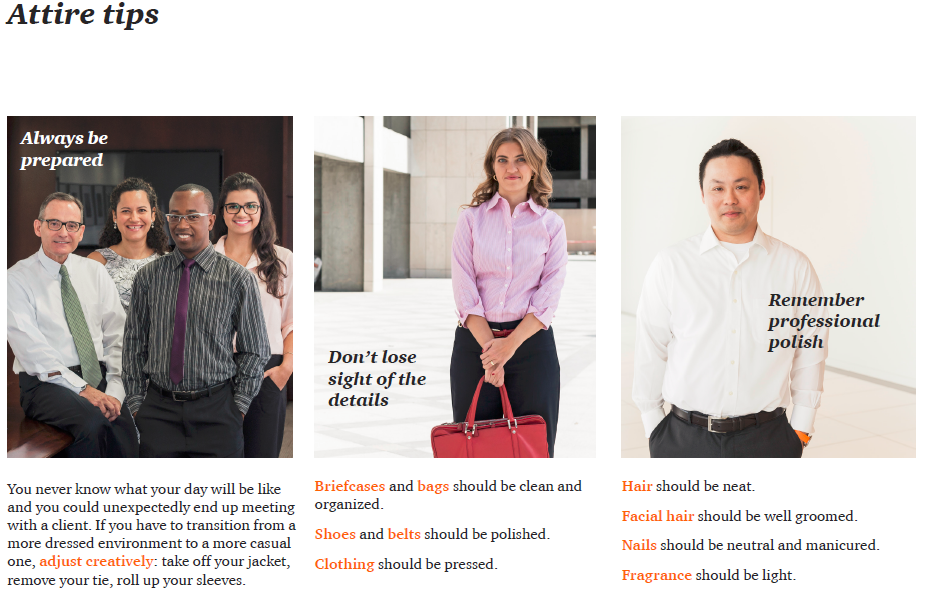 Attire tips
Always be
prepared
You never know what your day will be like
and you could unexpectedly end up meeting
with a client. If you have to transition from a
more dressed environment to a more casual
one, adjust creatively: take off your jacket,
remove your tie, roll up your sleeves.
Don’t lose
sight of the
details
Briefcases and bags should be clean and
organized.
Shoes and belts should be polished.
Clothing should be pressed.
Remember
professional
polish
Hair should be neat.
Facial hair should be well groomed.
Nails should be neutral and manicured.
Fragrance should be light.